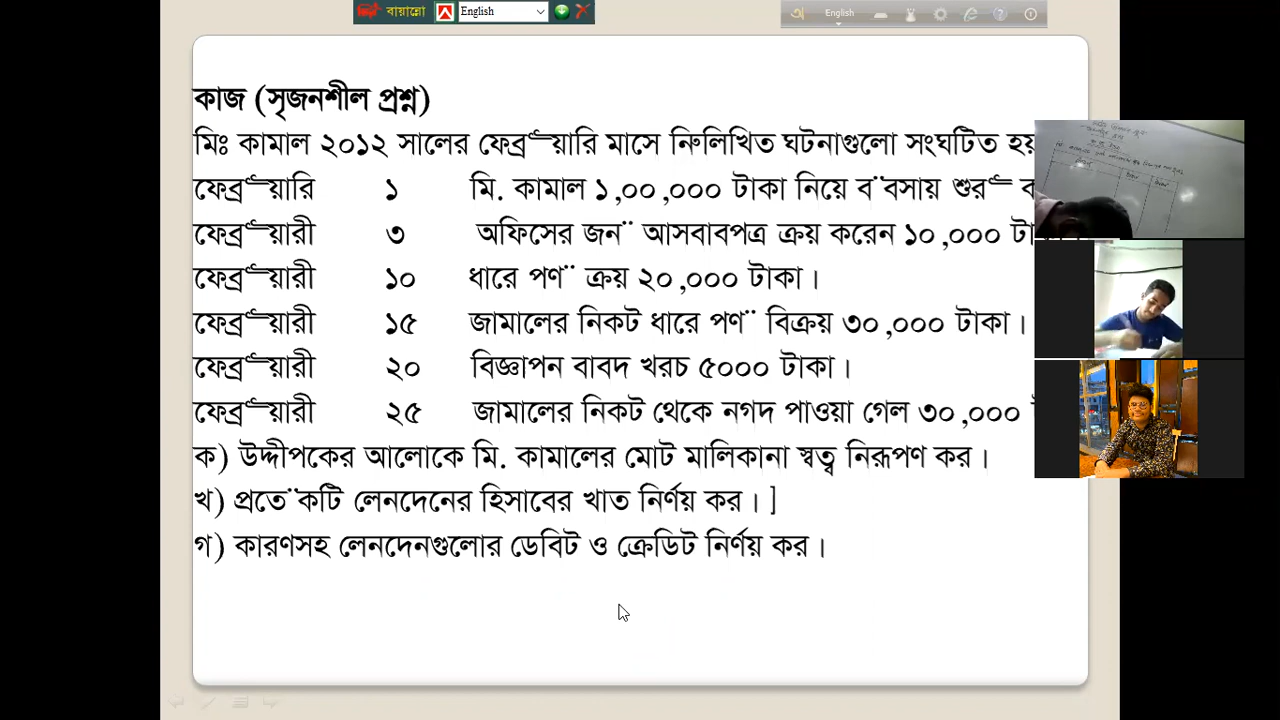 বায়ান্নো English
English
কাজ (সৃজনশীল প্রশ্ন)
মিঃ কামাল ২০১২ সালের ফেব্র“য়ারি মাসে নিুলিখিত ঘটনাগুলো সংঘটিত হয়
ফেব্র“য়ারি ১ মি. কামাল ১,০০,০০০ টাকা নিয়ে ব¨বসায় শুর“
ফেব্র“য়ারী ৩ অফিসের জন¨ আসবাবপত্র ক্রয় করেন ১০,০০০
ফেব্র“য়ারী ১০ ধারে পণ¨ ক্রয় ২০,০০০ টাকা।
ফেব্র“য়ারী ১৫ জামালের নিকট ধারে পণ¨ বিক্রয় ৩০,০০০ টাকা।
ফেব্র“য়ারী ২০ বিজ্ঞাপন বাবদ খরচ ৫০০০ টাকা।
ফেব্র“য়ারী ২৫ জামালের নিকট থেকে নগদ পাওয়া গেল ৩০,০০০
ক) উদ্দীপকের আলোকে মি. কামালের মোট মালিকানা স্বত্ব নিরূপণ কর।
খ) প্রতে¨কটি লেনদেনের হিসাবের খাত নির্ণয় কর। ]
গ) কারণসহ লেনদেনগুলোর ডেবিট ও ক্রেডিট নির্ণয় কর।